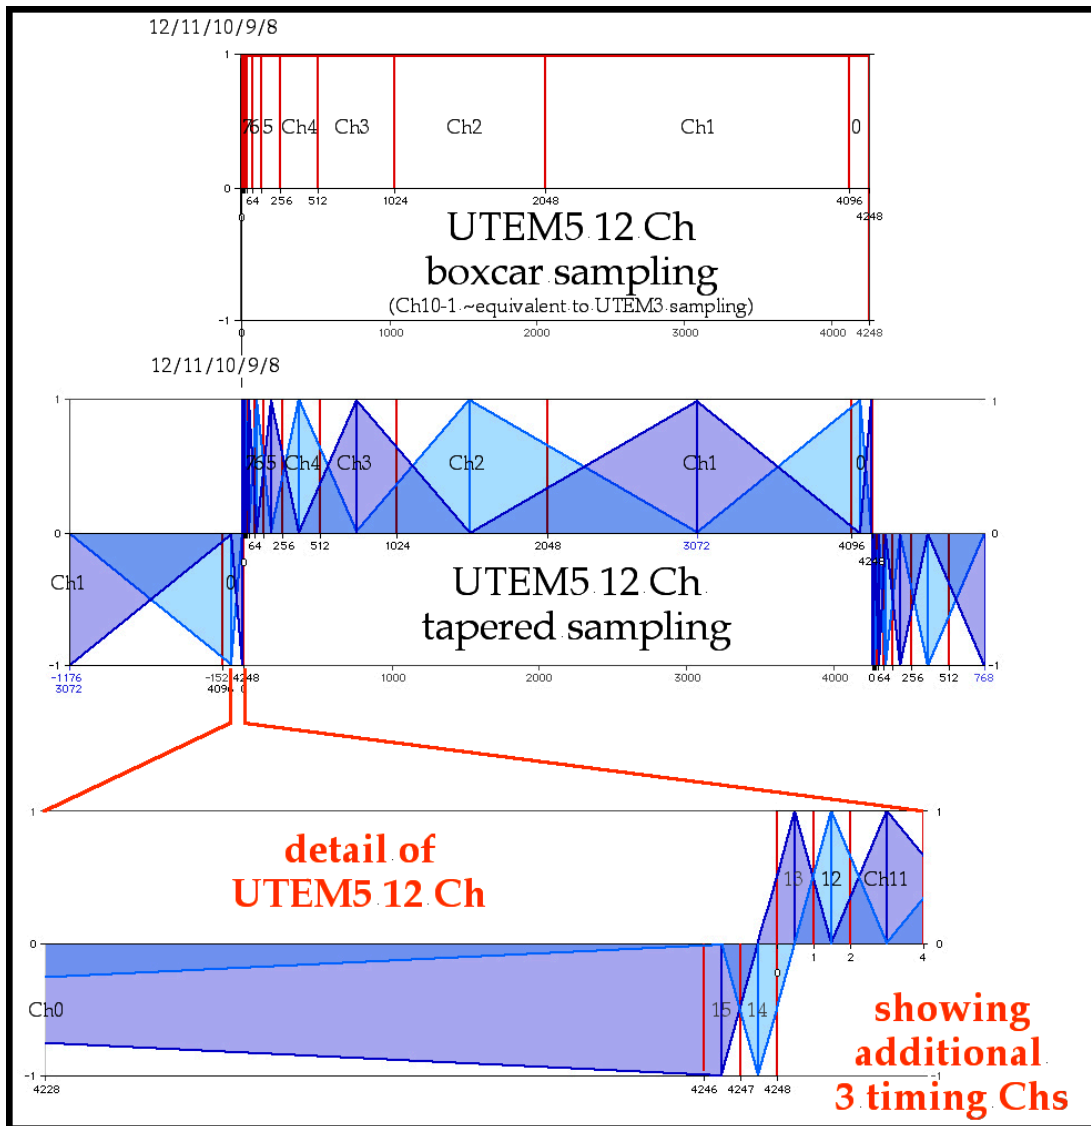 12/11/10/9/8
1
7 6 5 Ch4 Ch3 Ch2 Ch1 0
0
64 256 512 1024 2048 4096
0 4248
UTEM5 12 Ch
boxcar sampling
(Ch10-1 ~equivalent to UTEM3 sampling)
-1
0 1000 2000 3000 4000 4248
12/11/10/9/8
1 1
7 6 5 Ch4 Ch3 Ch2 Ch1 0
0 0
64 256 512 1024 2048 3072 4096
0 4248
Ch1 0
UTEM5 12 Ch
tapered sampling
-1 -1
-1176 -152 4248 1000 2000 3000 4000 0 64 256 512 768
3072 4096 0
1 1
detail of
UTEM5 12 Ch
13 12 Ch11
0 0
1 2 4
0
Ch0 15 14
showing
additional
3 timing Chs
-1 -1
4228 4246 4247 4248